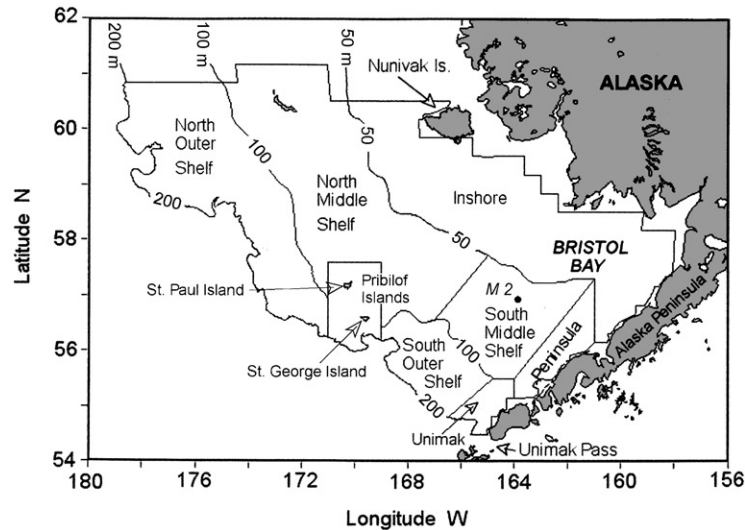 62
60
58
56
54
Latitude N
180
176
172
168
164
160
156
Longitude W
200 m
100 m
50 m
Nunivak Is.
ALASKA
North
Outer
Shelf
200
100
North
Middle
Shelf
50
Inshore
50
BRISTOL
BAY
St. Paul Island
Pribilof
Islands
St. George Island
M 2
South
Middle
Shelf
South
Outer
Shelf
100
200
Peninsula
Alaska Peninsula
Unimak
Unimak Pass